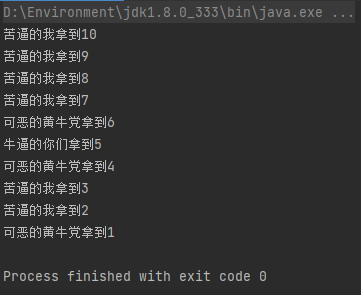 D:\Environment\jdk1.8.0_333\bin\java.exe ...
苦逼的我拿到10
苦逼的我拿到9
苦逼的我拿到8
苦逼的我拿到7
可恶的黄牛党拿到6
牛逼的你们拿到5
可恶的黄牛党拿到4
苦逼的我拿到3
苦逼的我拿到2
可恶的黄牛党拿到1
Process finished with exit code 0